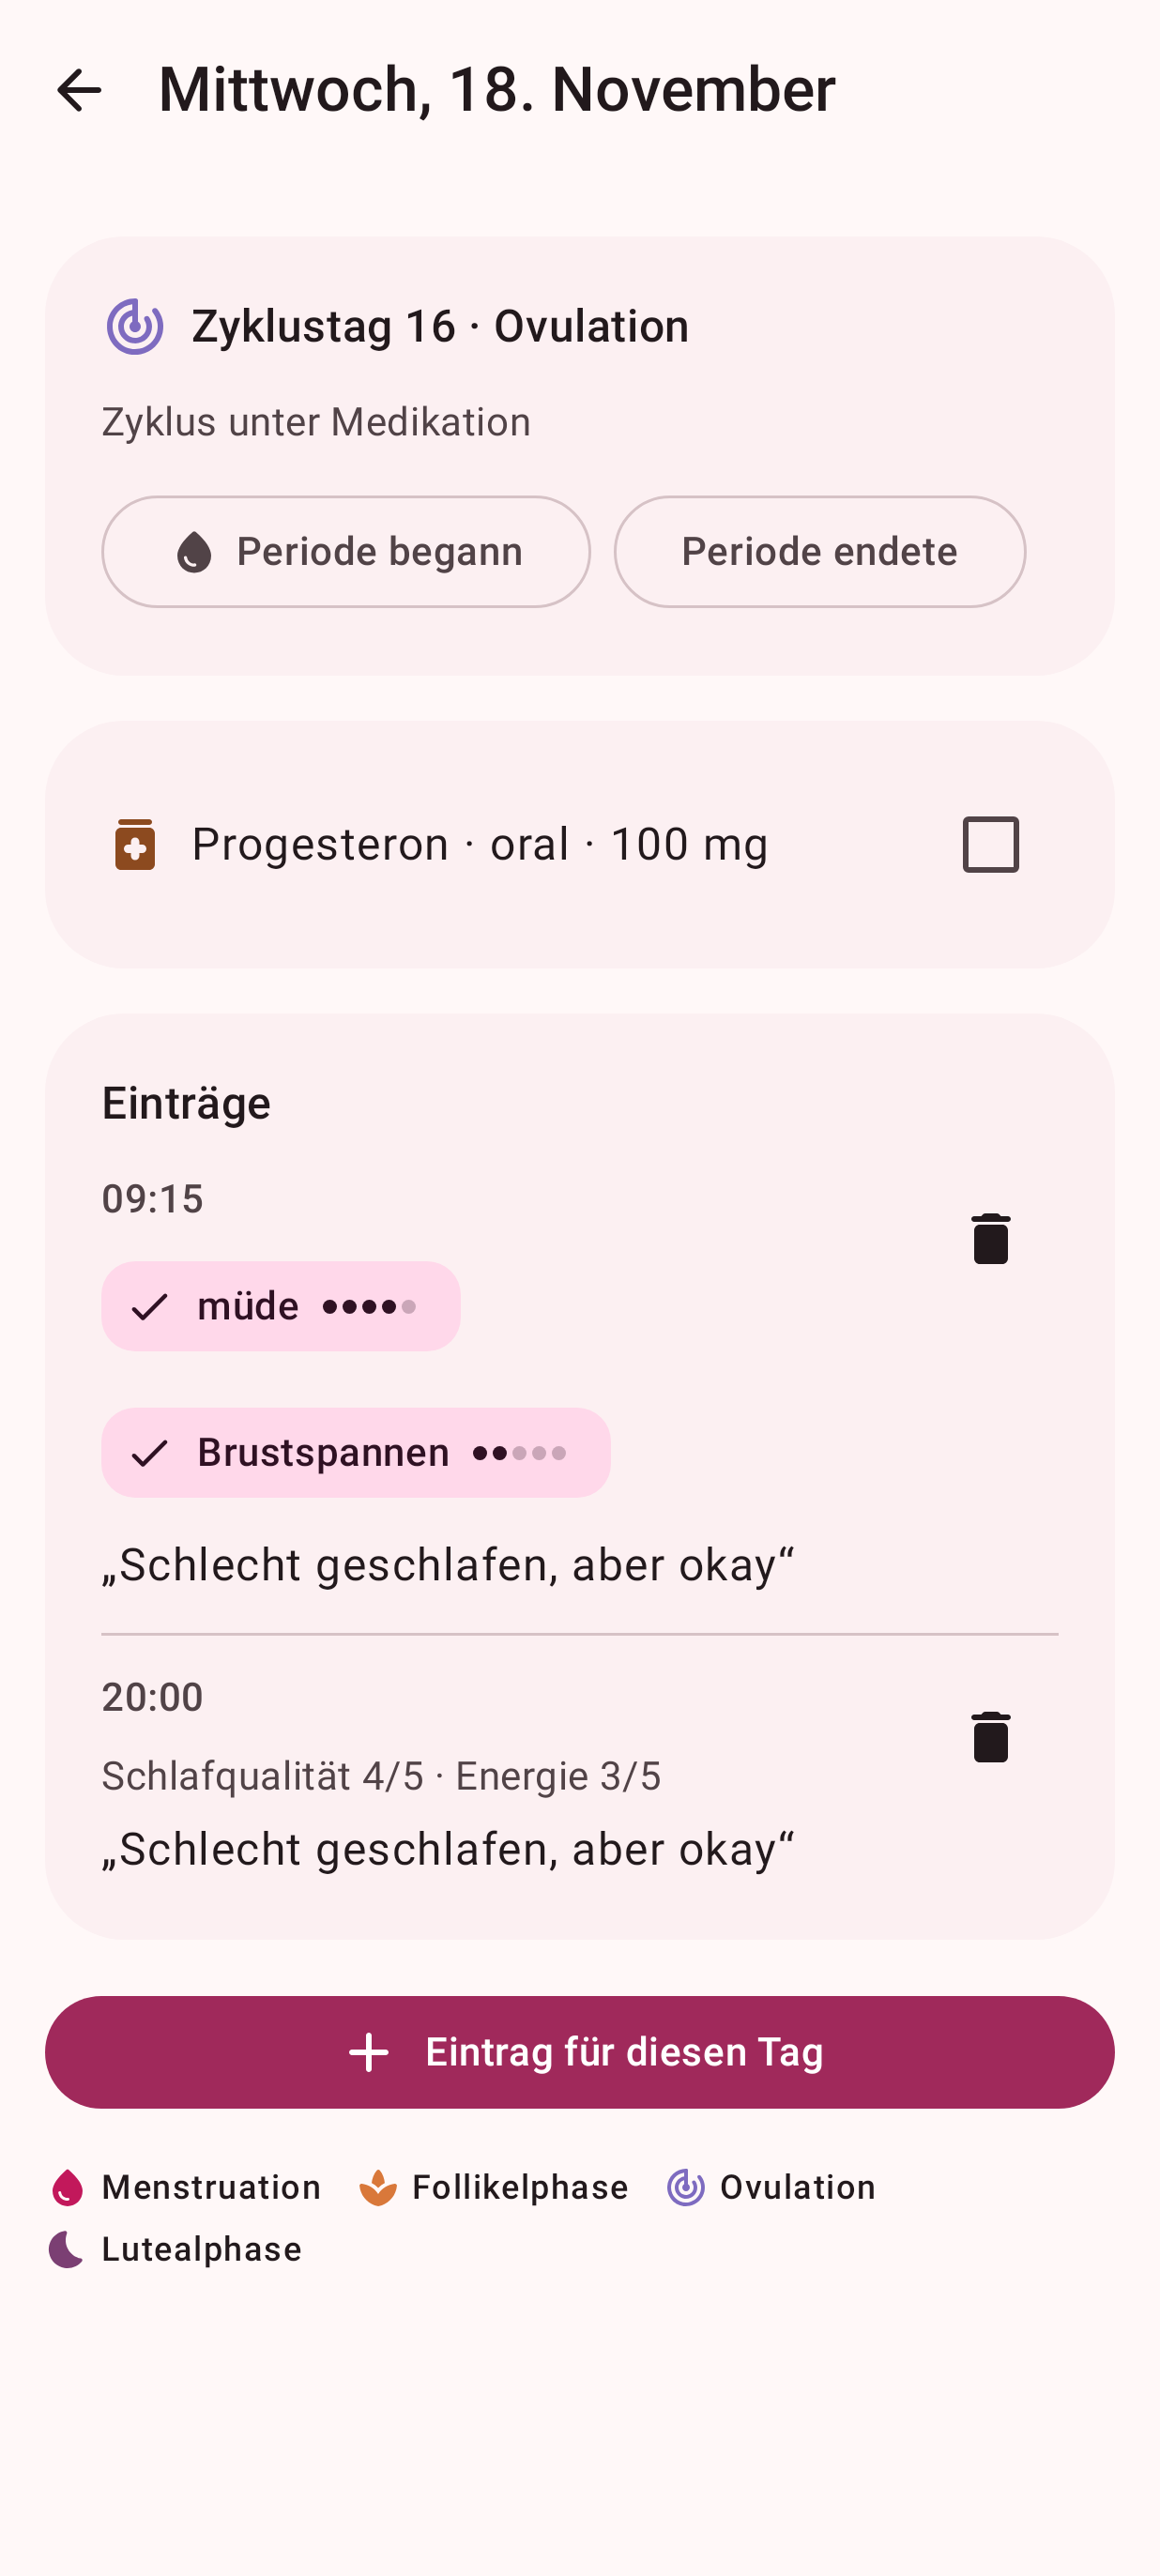 Mittwoch, 18. November
Zyklustag 16 · Ovulation
Zyklus unter Medikation
Periode begann
Periode endete
Progesteron · oral · 100 mg
Einträge
09:15
müde
Brustspannen
„Schlecht geschlafen, aber okay“
20:00
Schlafqualität 4/5 · Energie 3/5
„Schlecht geschlafen, aber okay“
Eintrag für diesen Tag
Menstruation
Follikelphase
Ovulation
Lutealphase